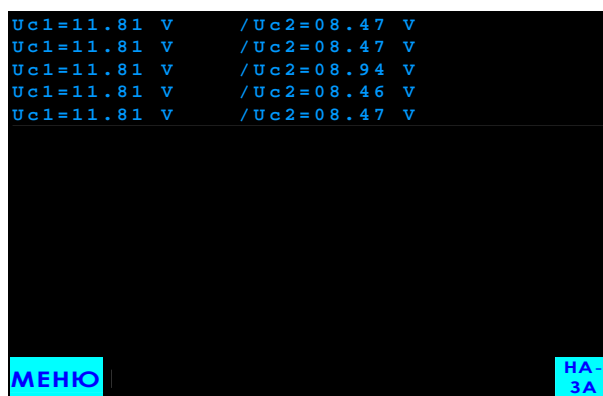 Uc1=11.81 V /Uc2=08.47 V
Uc1=11.81 V /Uc2=08.47 V
Uc1=11.81 V /Uc2=08.94 V
Uc1=11.81 V /Uc2=08.46 V
Uc1=11.81 V /Uc2=08.47 V
МЕНЮ
НА-
ЗА